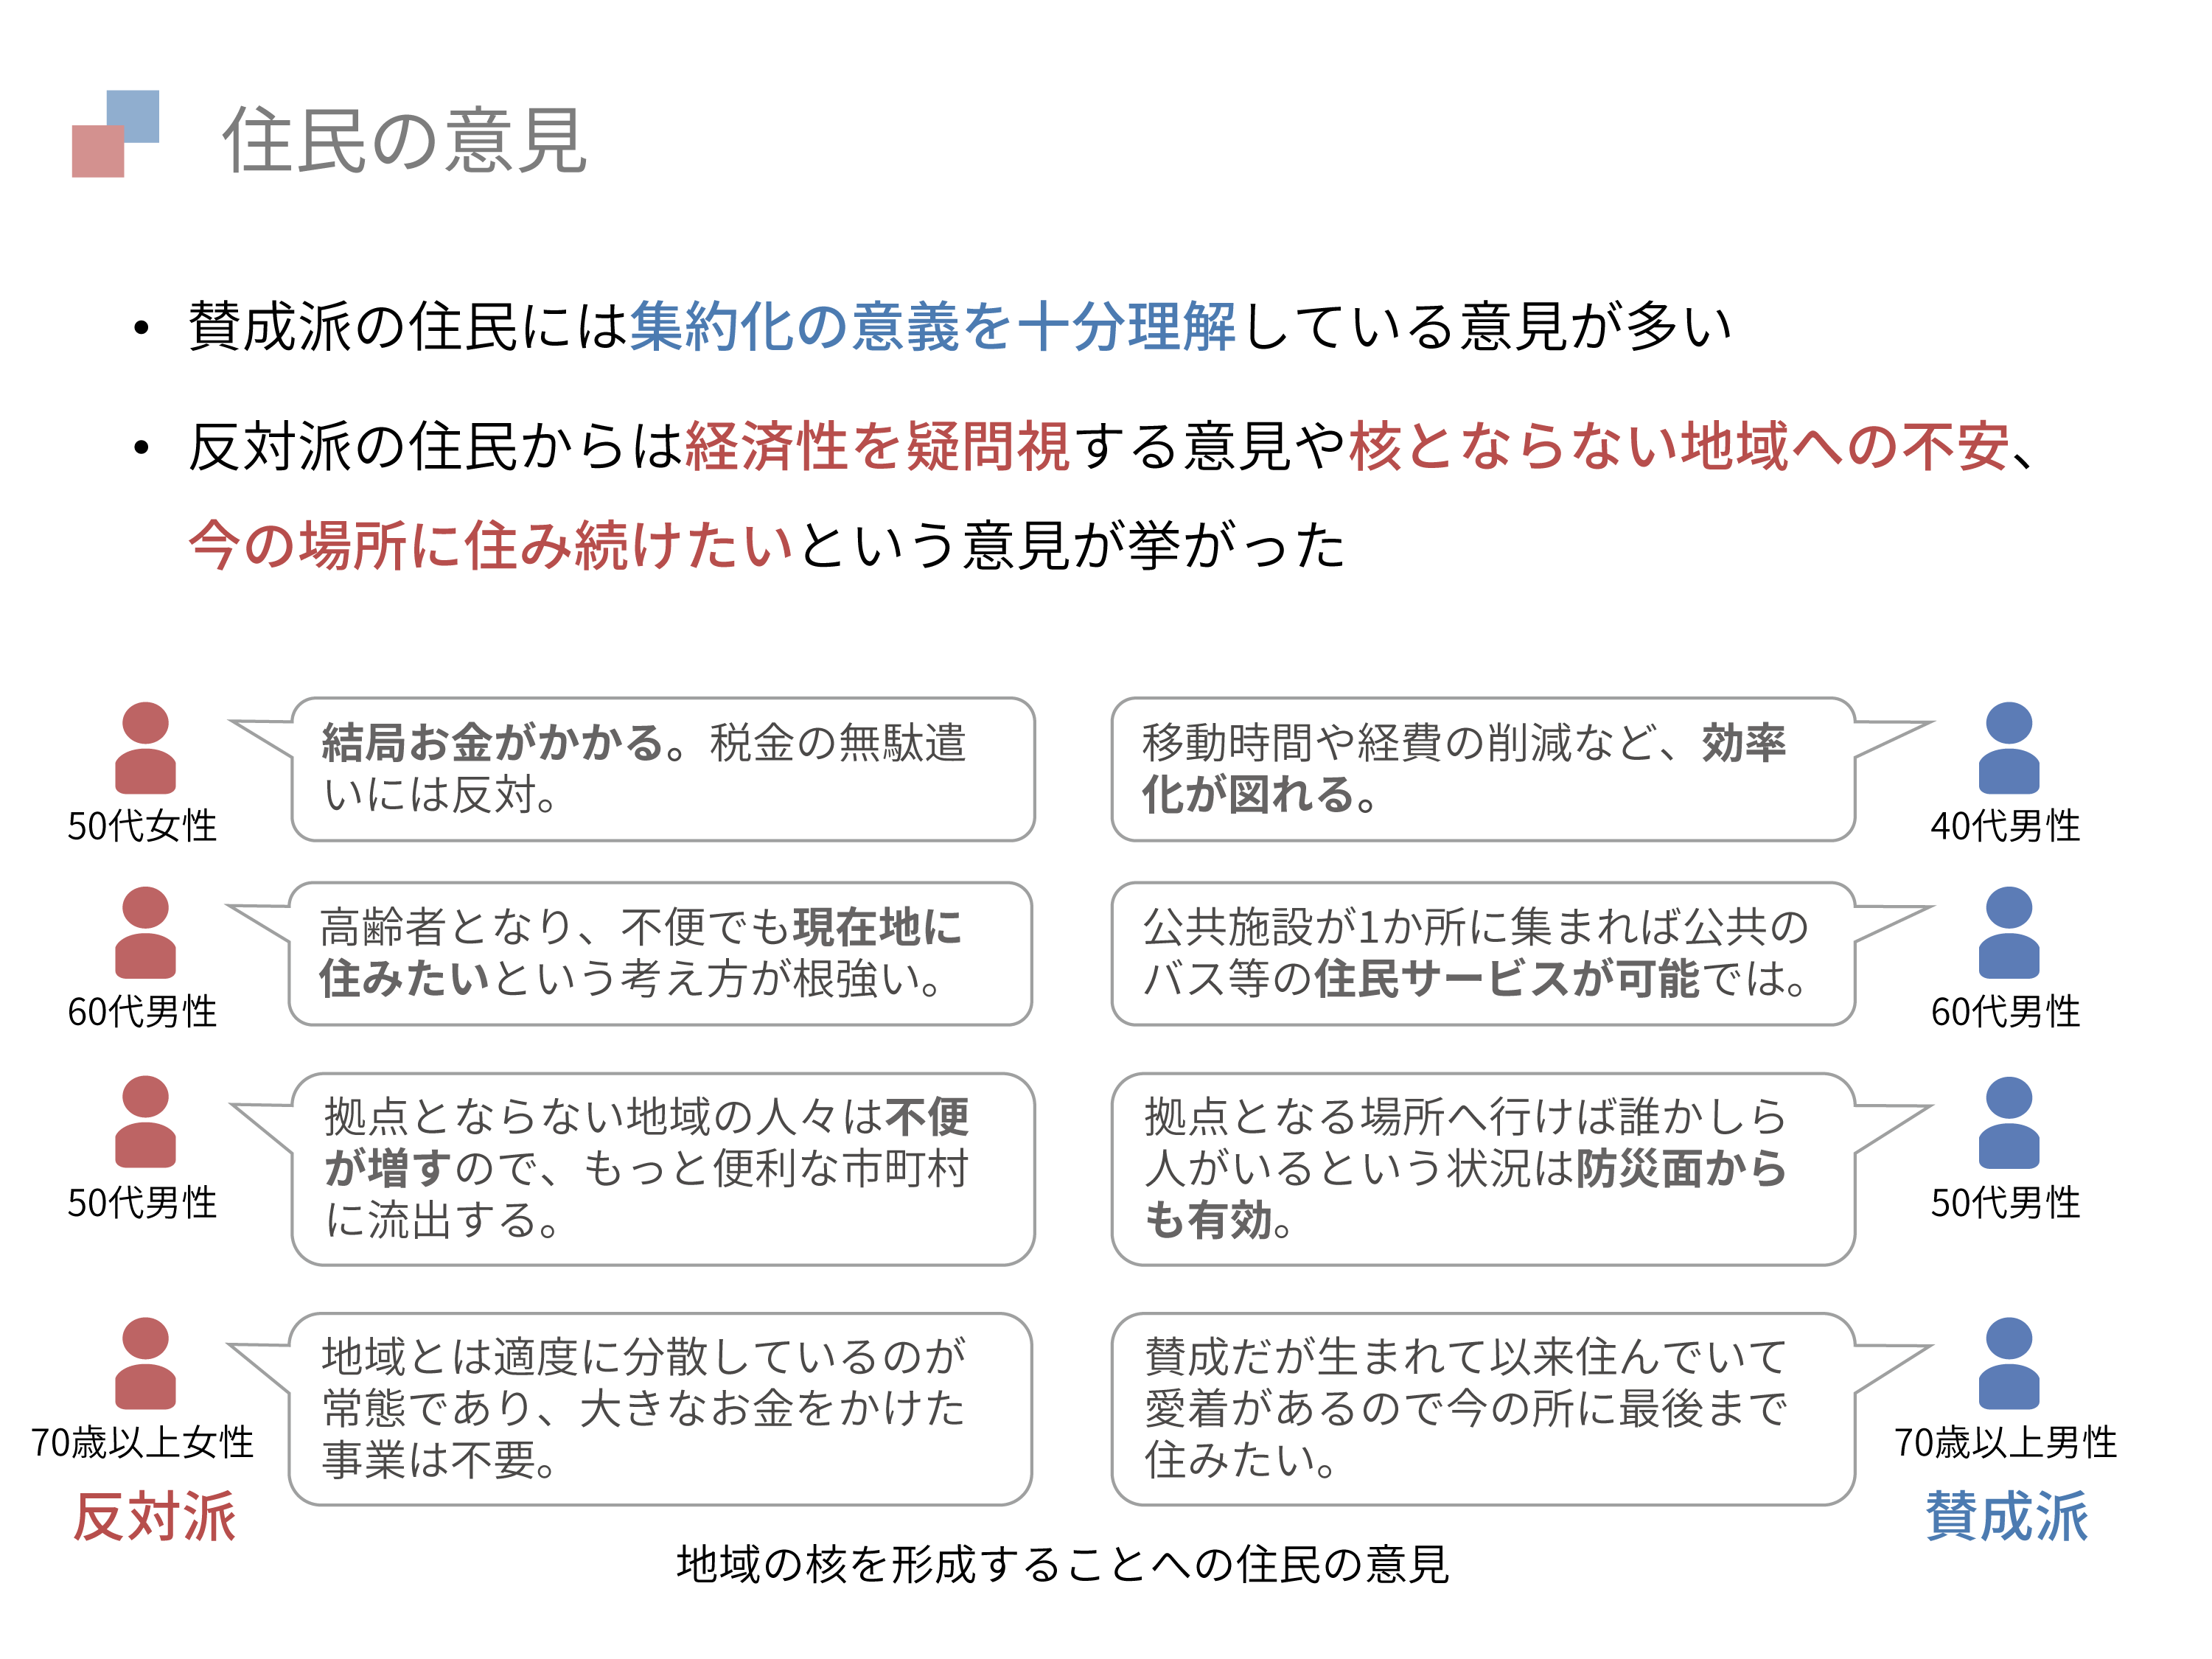 住民の意見
• 賛成派の住民には集約化の意義を十分理解している意見が多い
• 反対派の住民からは経済性を疑問視する意見や核とならない地域への不安、
今の場所に住み続けたいという意見が挙がった
結局お金がかかる。税金の無駄遣
いには反対。
50代女性
高齢者となり、不便でも現在地に
住みたいという考え方が根強い。
60代男性
拠点とならない地域の人々は不便
が増すので、もっと便利な市町村
に流出する。
50代男性
地域とは適度に分散しているのが
常態であり、大きなお金をかけた
事業は不要。
70歳以上女性
反対派
移動時間や経費の削減など、効率
化が図れる。
40代男性
公共施設が1か所に集まれば公共の
バス等の住民サービスが可能では。
60代男性
拠点となる場所へ行けば誰かしら
人がいるという状況は防災面から
も有効。
50代男性
賛成だが生まれて以来住んでいて
愛着があるので今の所に最後まで
住みたい。
70歳以上男性
賛成派
地域の核を形成することへの住民の意見